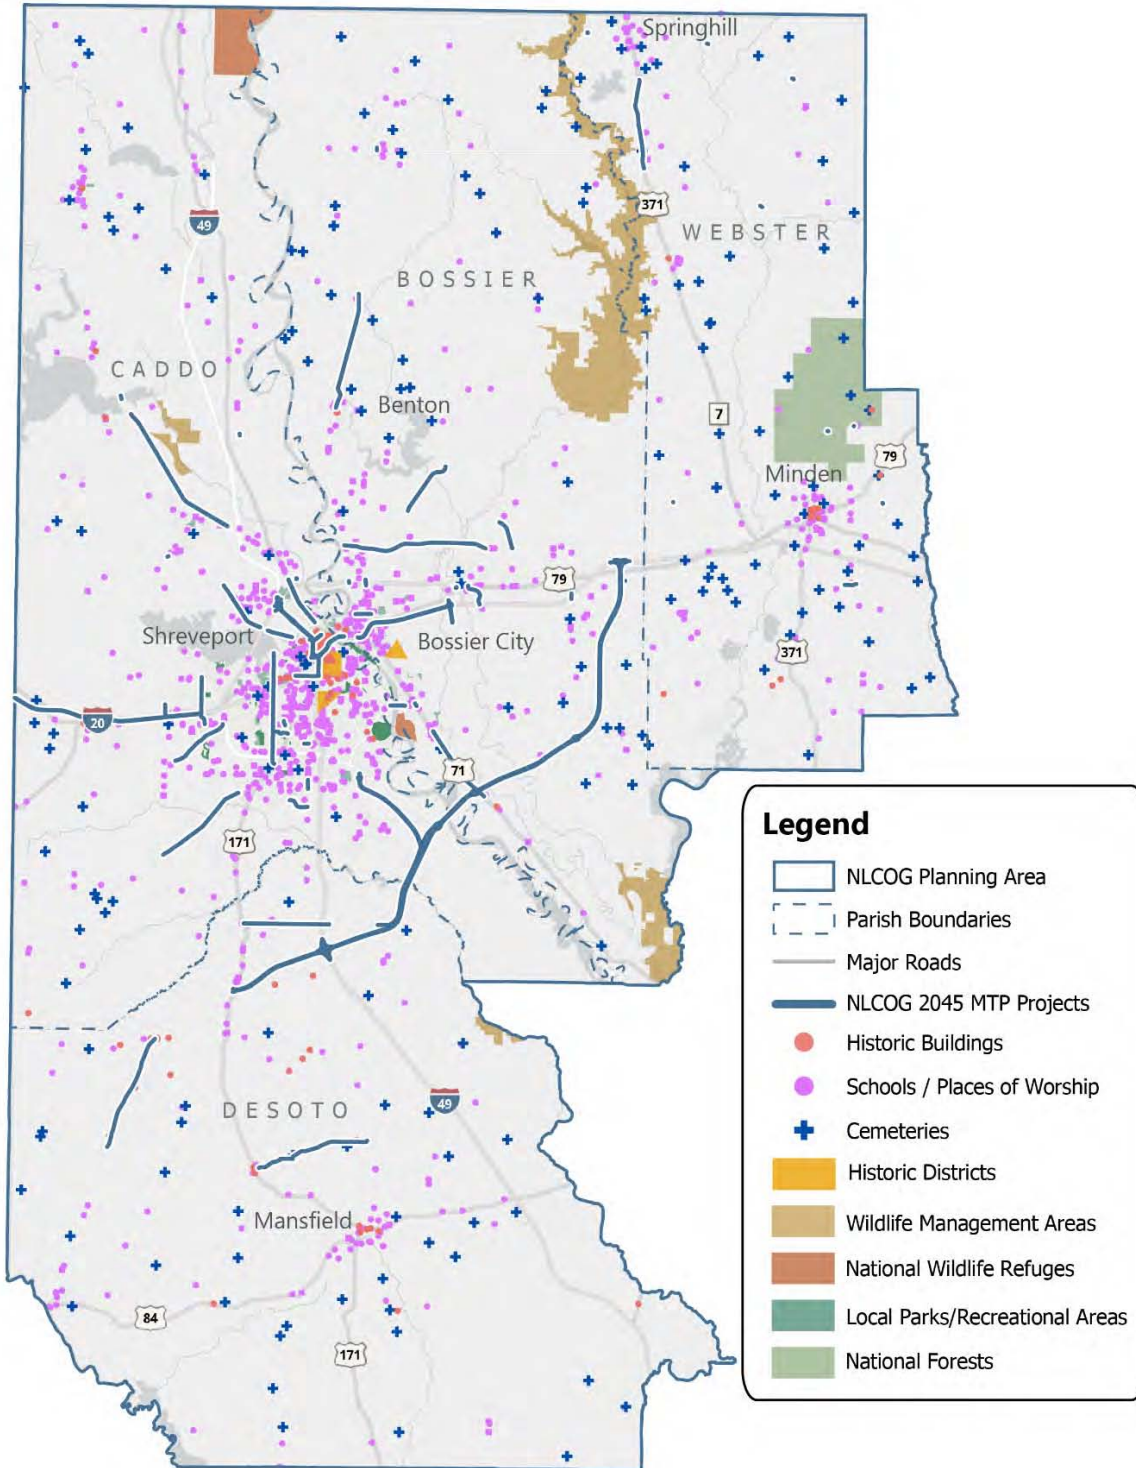 Springhill
371
WEBSTER
49
BOSSIER
CADDO
Benton
7
79
Minden
79
Shreveport
Bossier City
371
20
71
171
Legend
NLCOG Planning Area
Parish Boundaries
Major Roads
NLCOG 2045 MTP Projects
Historic Buildings
Schools / Places of Worship
Cemeteries
Historic Districts
Wildlife Management Areas
National Wildlife Refuges
Local Parks/Recreational Areas
National Forests
DESOTO
49
Mansfield
84
171